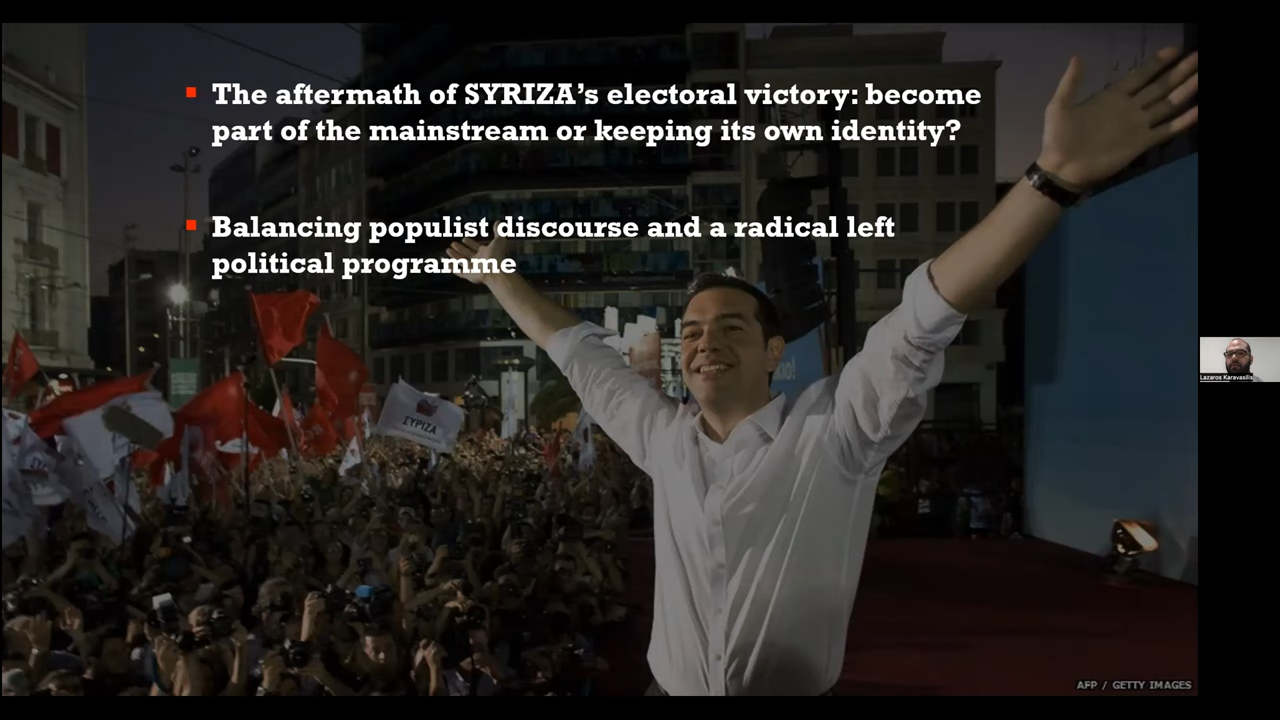 The aftermath of SYRIZA's electoral victory: become
part of the mainstream or keeping its own identity?
Balancing populist discourse and a radical left
political programme
ΣΥΡΙΖΑ
Lazaros Karavasilis
AFP / GETTY IMAGES